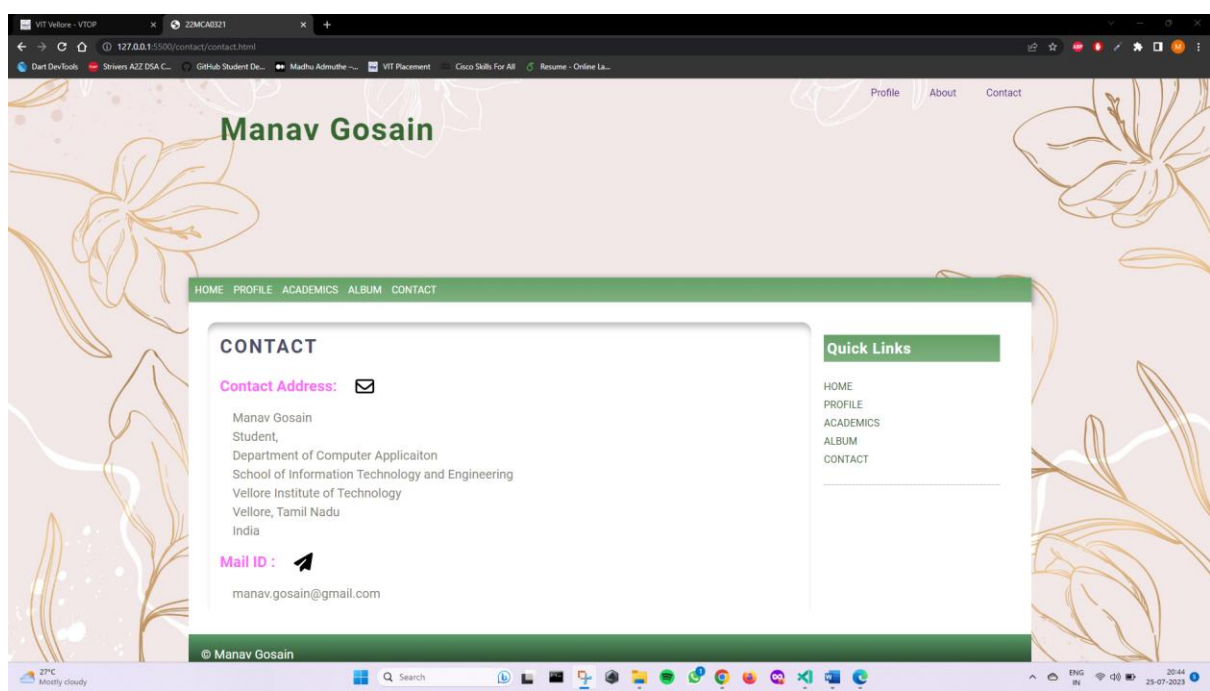 VIT Vellore - VTOP
22MCA0321
127.0.0.1:5500/contact/contact.html
Dart DevTools
Strivers A2Z DSA C...
GitHub Student De...
Madhu Admuthe –...
VIT Placement
Cisco Skills For All
Resume - Online La...
Profile About Contact
Manav Gosain
HOME PROFILE ACADEMICS ALBUM CONTACT
CONTACT
Contact Address:
Manav Gosain
Student,
Department of Computer Applicaiton
School of Information Technology and Engineering
Vellore Institute of Technology
Vellore, Tamil Nadu
India
Mail ID :
manav.gosain@gmail.com
Quick Links
HOME
PROFILE
ACADEMICS
ALBUM
CONTACT
© Manav Gosain
27°C
Mostly cloudy
Search
ENG
IN
20:44
25-07-2023